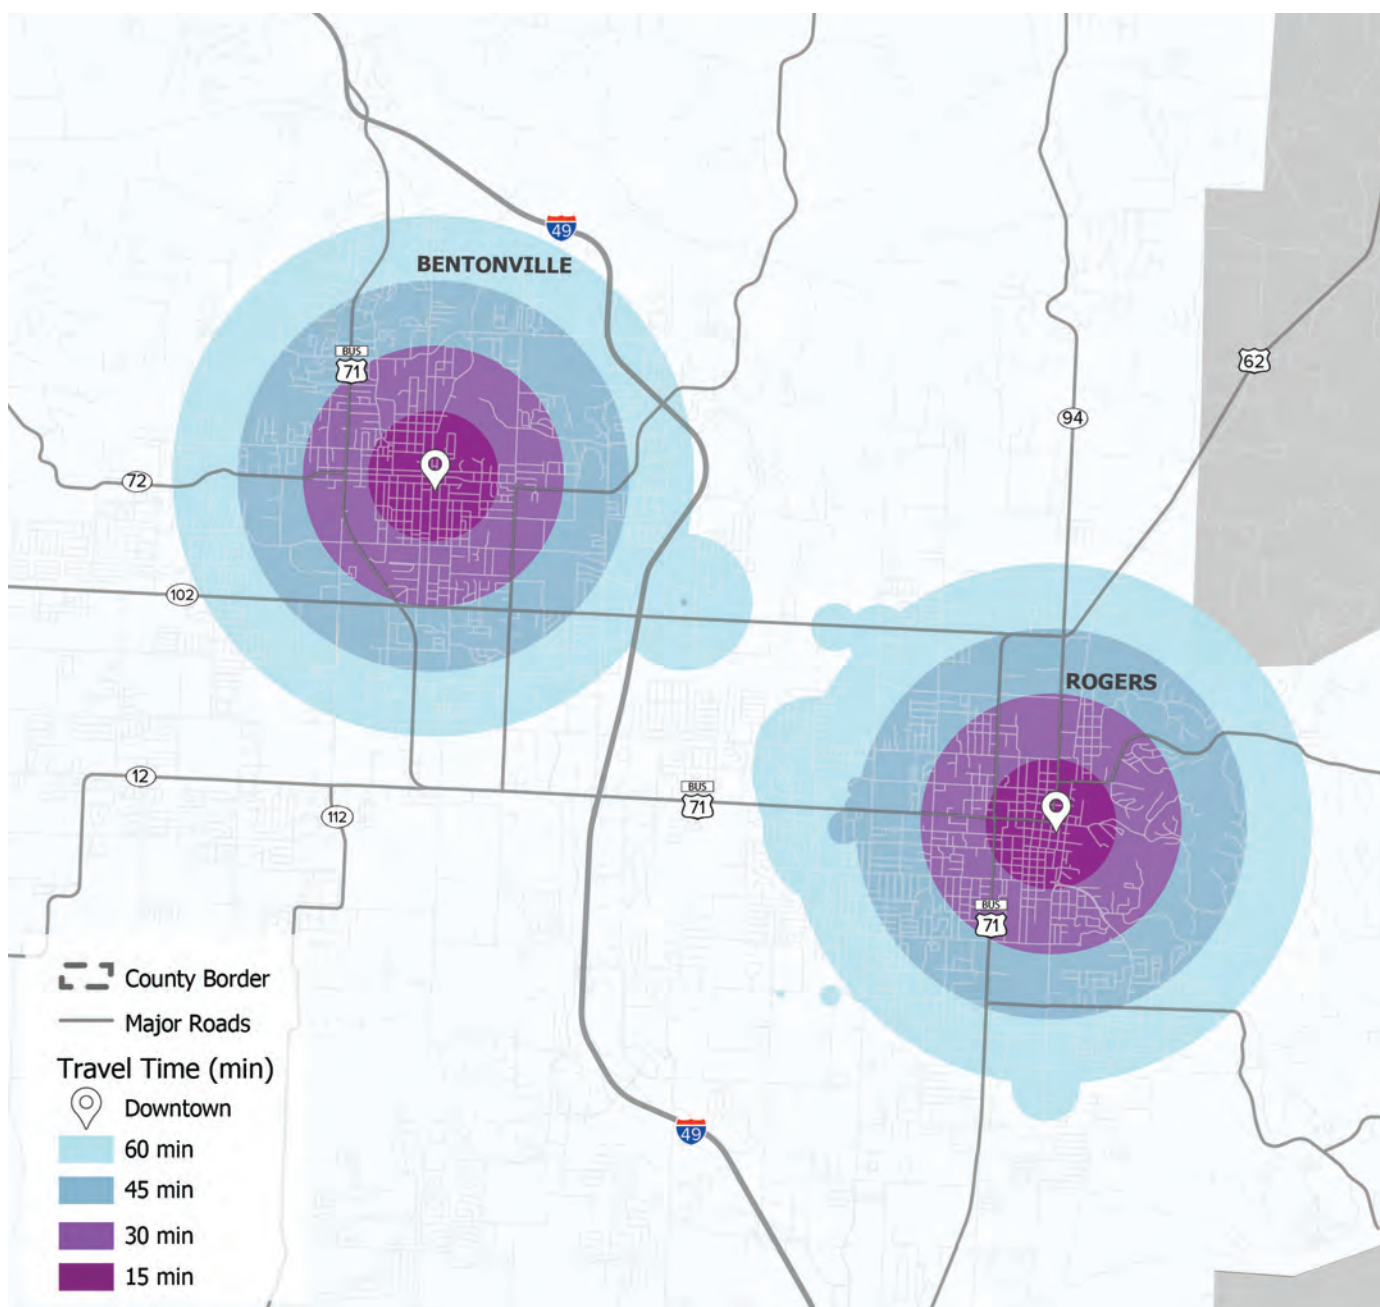 49
BENTONVILLE
BUS
71
62
94
72
102
ROGERS
12
BUS
71
112
BUS
71
County Border
Major Roads
Travel Time (min)
Downtown
49
60 min
45 min
30 min
15 min